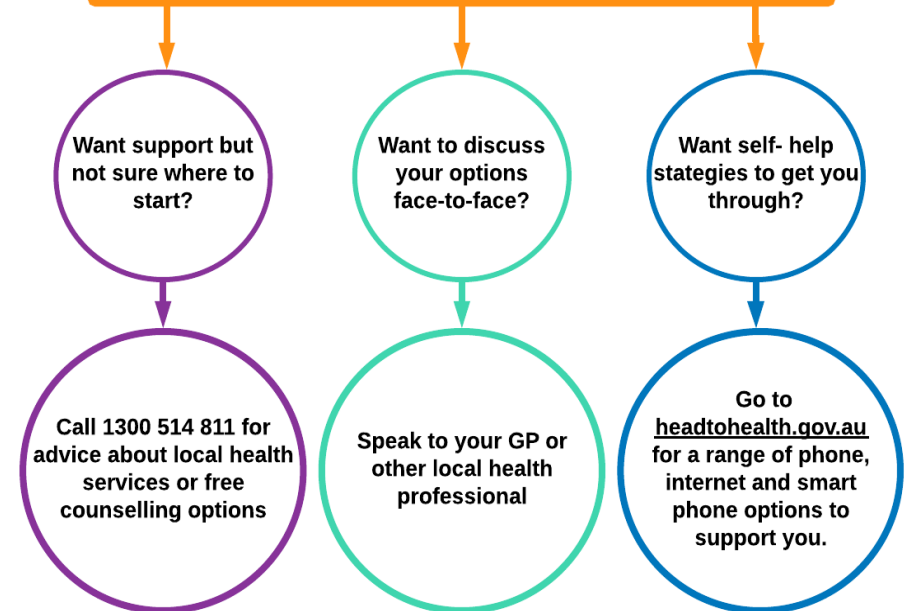 Want support but
not sure where to
start?
Want to discuss
your options
face-to-face?
Want self- help
stategies to get you
through?
Call 1300 514 811 for
advice about local health
services or free
counselling options
Speak to your GP or
other local health
professional
Go to
headtohealth.gov.au
for a range of phone,
internet and smart
phone options to
support you.